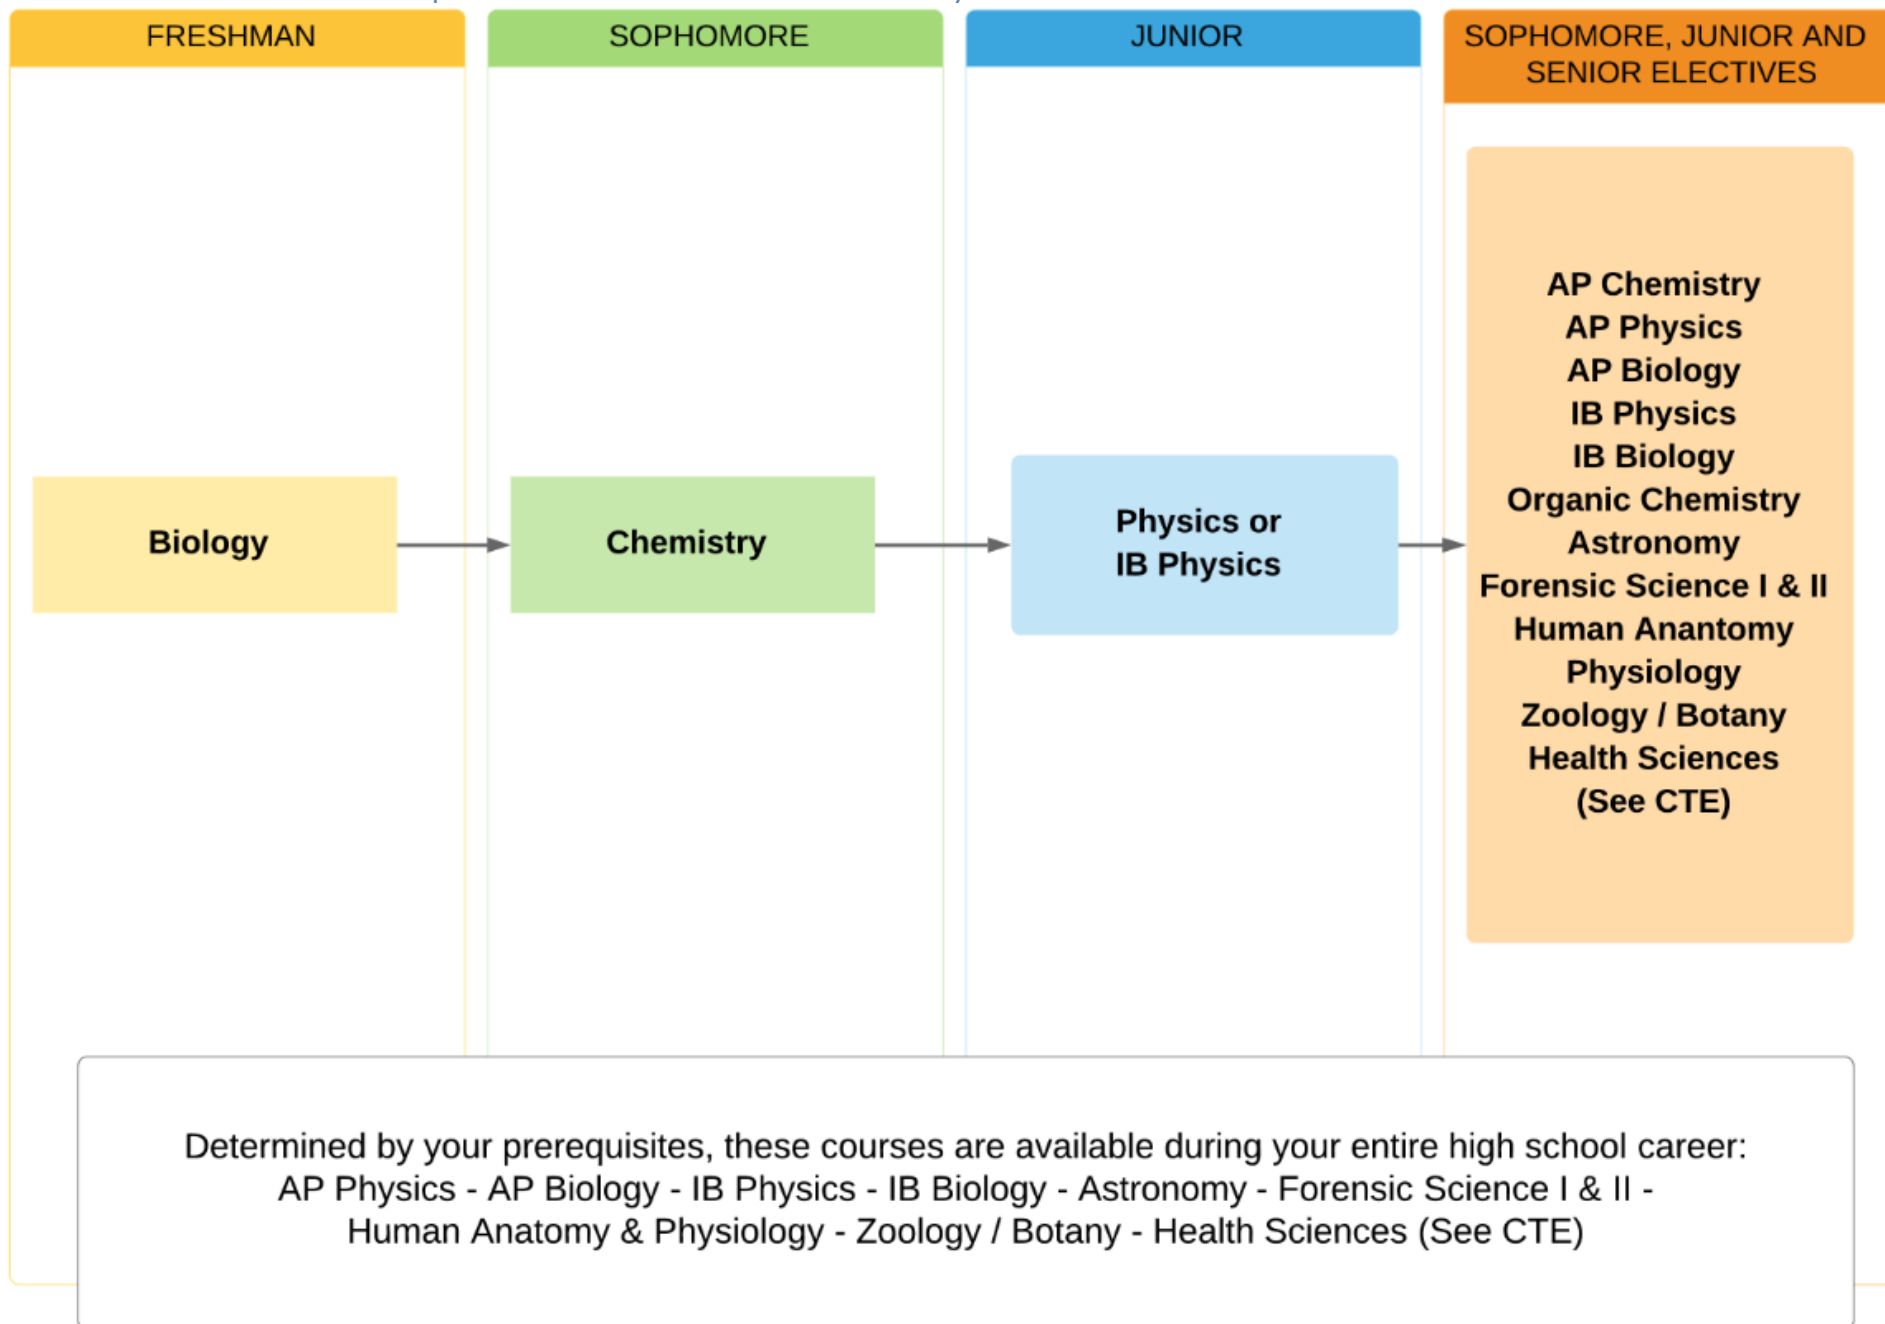 FRESHMAN
SOPHOMORE
JUNIOR
SOPHOMORE, JUNIOR AND
SENIOR ELECTIVES
Biology
Chemistry
Physics or
IB Physics
AP Chemistry
AP Physics
AP Biology
IB Physics
IB Biology
Organic Chemistry
Astronomy
Forensic Science I & II
Human Anantomy
Physiology
Zoology / Botany
Health Sciences
(See CTE)
Determined by your prerequisites, these courses are available during your entire high school career:
AP Physics - AP Biology - IB Physics - IB Biology - Astronomy - Forensic Science I & II -
Human Anatomy & Physiology - Zoology / Botany - Health Sciences (See CTE)